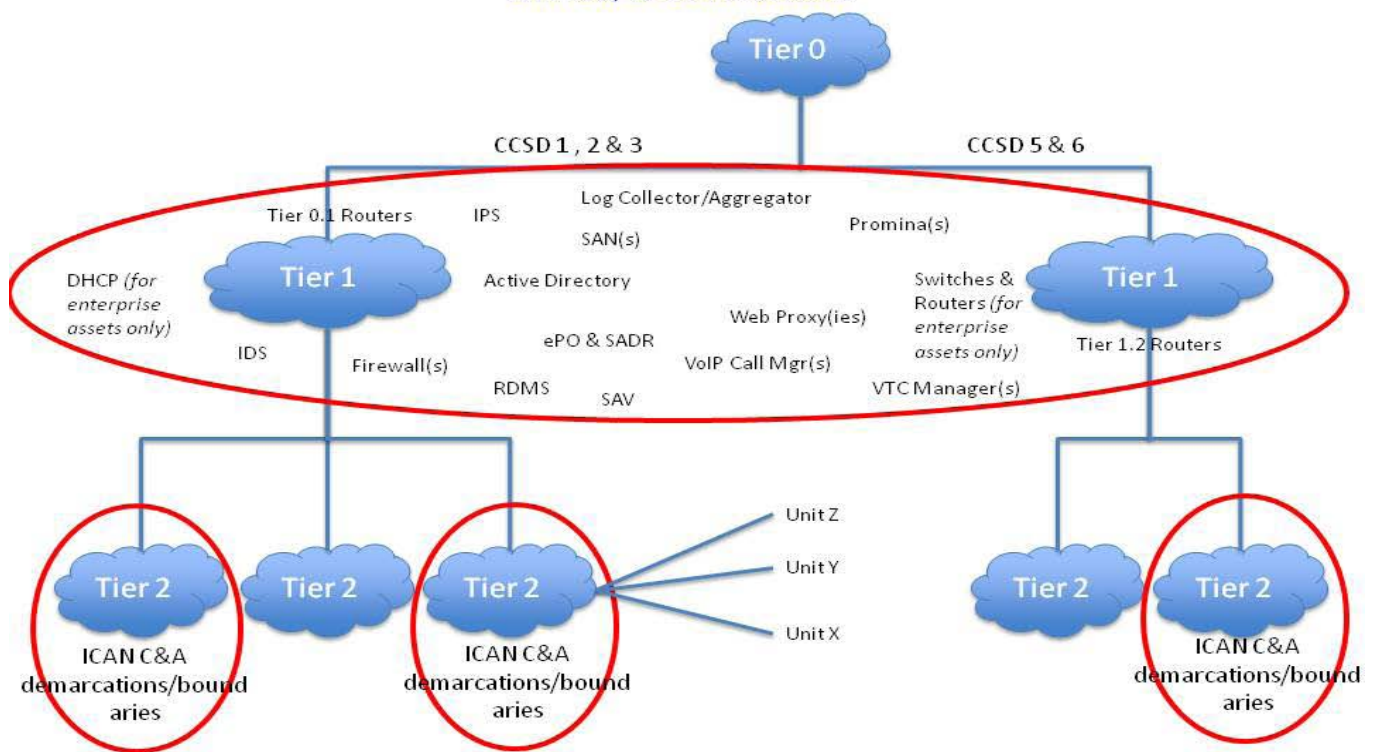 Tier 0
CCSD 1 , 2 & 3
CCSD 5 & 6
Log Collector/Aggregator
Tier 0.1 Routers
IPS
Promina(s)
SAN(s)
Tier 1
DHCP (for
enterprise
assets only)
Active Directory
Switches &
Routers (for
enterprise
assets only)
Tier 1
Web Proxy(ies)
ePO & SADR
IDS
Firewall(s)
VoIP Call Mgr(s)
Tier 1.2 Routers
RDMS
SAV
VTC Manager(s)
Unit Z
Unit Y
Unit X
Tier 2
ICAN C&A
demarcations/bound
aries
Tier 2
Tier 2
ICAN C&A
demarcations/bound
aries
Tier 2
Tier 2
ICAN C&A
demarcations/bound
aries